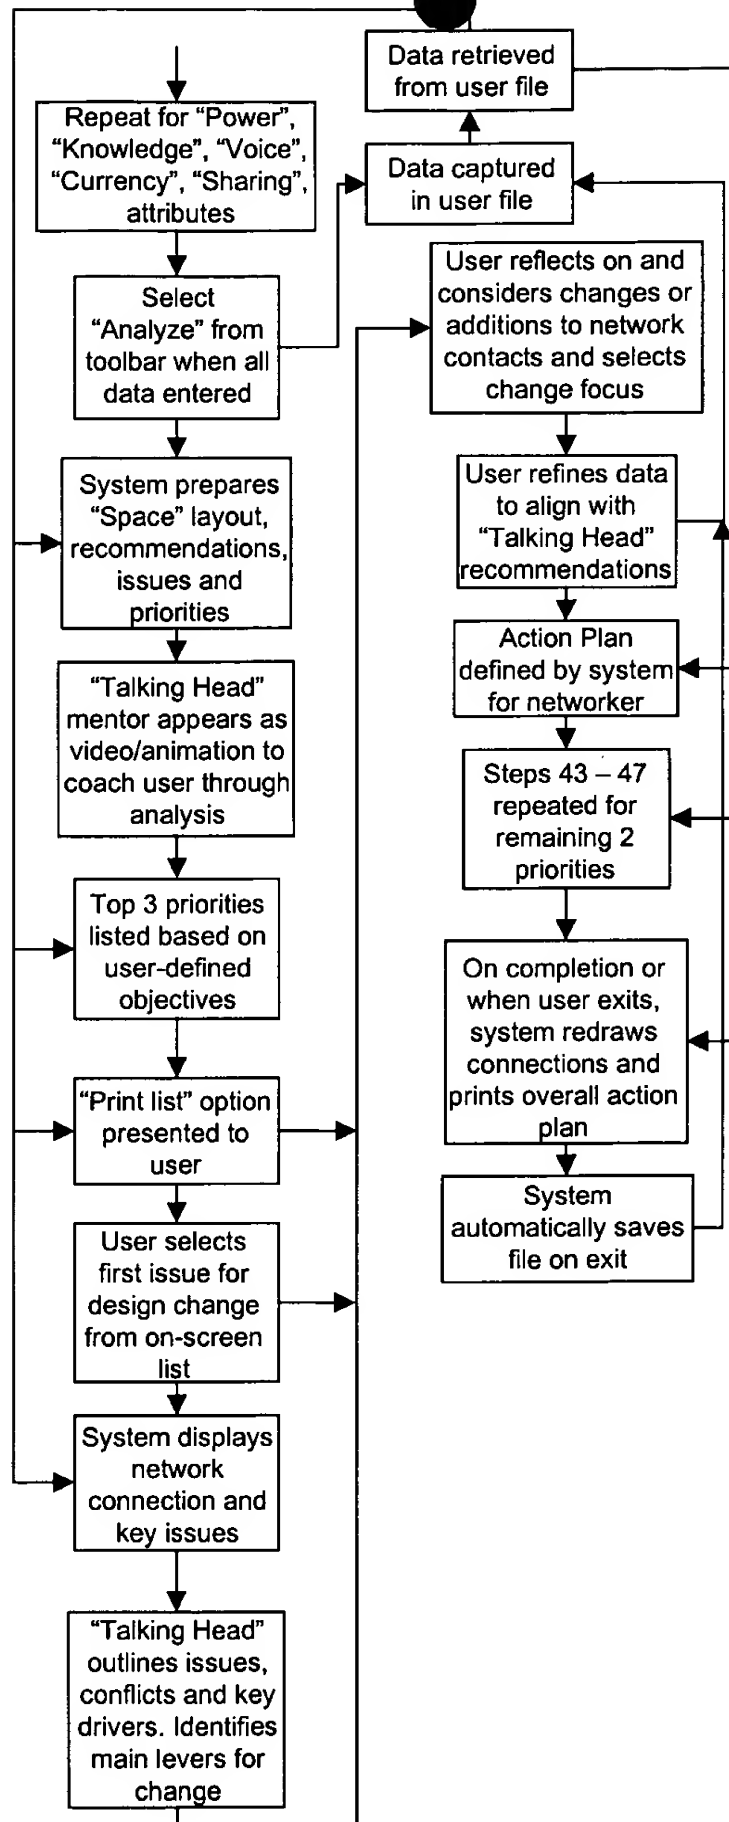 Repeat for “Power”,
“Knowledge”, “Voice”,
“Currency”, “Sharing”,
attributes
Select
“Analyze” from
toolbar when all
data entered
System prepares
“Space” layout,
recommendations,
issues and
priorities
“Talking Head”
mentor appears as
video/animation to
coach user through
analysis
Top 3 priorities
listed based on
user-defined
objectives
“Print list” option
presented to
user
User selects
first issue for
design change
from on-screen
list
System displays
network
connection and
key issues
“Talking Head”
outlines issues,
conflicts and key
drivers. Identifies
main levers for
change
Data retrieved
from user file
Data captured
in user file
User reflects on and
considers changes or
additions to network
contacts and selects
change focus
User refines data
to align with
“Talking Head”
recommendations
Action Plan
defined by system
for networker
Steps 43 – 47
repeated for
remaining 2
priorities
On completion or
when user exits,
system redraws
connections and
prints overall action
plan
System
automatically saves
file on exit